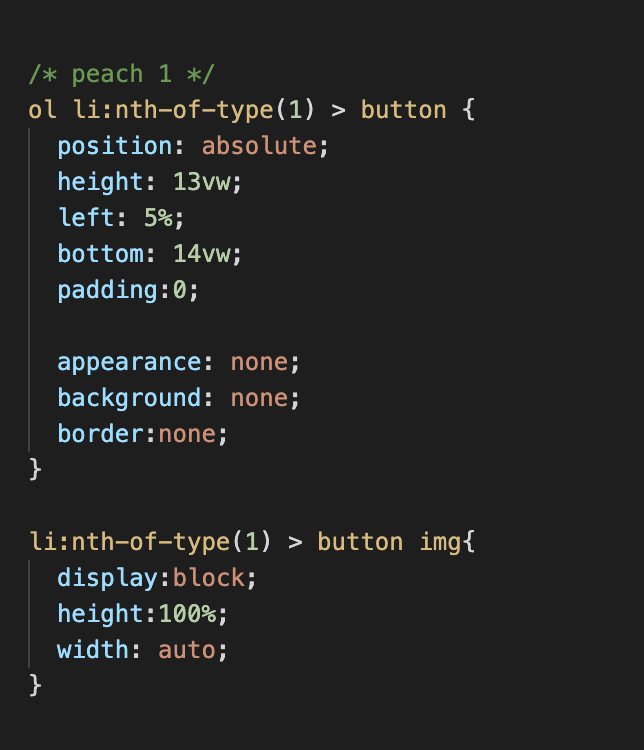 /* peach 1 */
ol li:nth-of-type(1) > button {
position: absolute;
height: 13vw;
left: 5%;
bottom: 14vw;
padding:0;
appearance: none;
background: none;
border:none;
}
li:nth-of-type(1) > button img{
display:block;
height:100%;
width: auto;
}